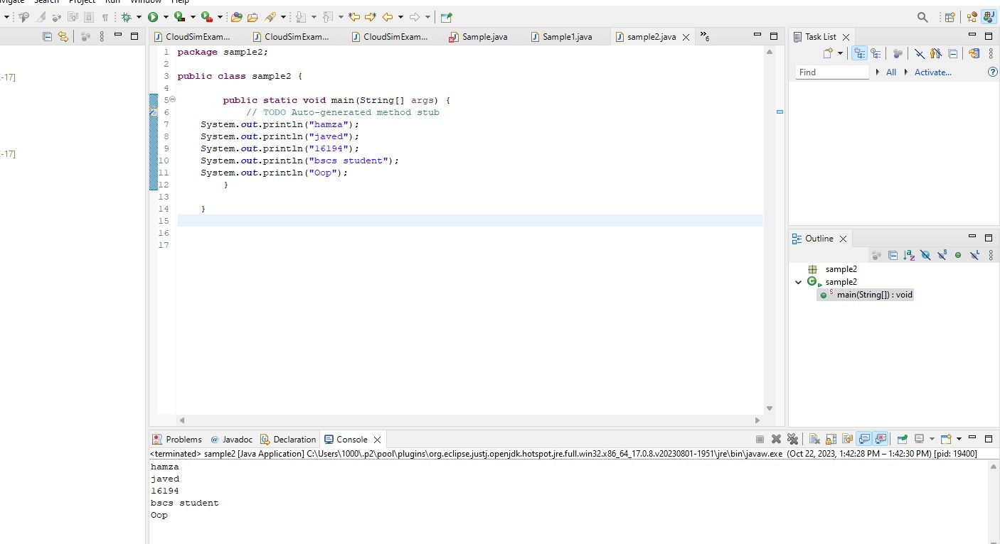 avigate Search Project Run Window Help
CloudSimExam... CloudSimExam... CloudSimExam... Sample.java Sample1.java sample2.java 6
Task List
Find All Activate...
-17]
-17]
1 package sample2;
2
3 public class sample2 {
4
5 public static void main(String[] args) {
6 // TODO Auto-generated method stub
7 System.out.println("hamza");
8 System.out.println("javed");
9 System.out.println("16194");
10 System.out.println("bscs student");
11 System.out.println("Oop");
12 }
13
14 }
15
16
17
Outline
sample2
sample2
main(String[]) : void
Problems Javadoc Declaration Console
<terminated> sample2 [Java Application] C:\Users\1000\.p2\pool\plugins\org.eclipse.justj.openjdk.hotspot.jre.full.win32.x86_64_17.0.8.v20230801-1951\jre\bin\javaw.exe (Oct 22, 2023, 1:42:28 PM – 1:42:30 PM) [pid: 19400]
hamza
javed
16194
bscs student
Oop